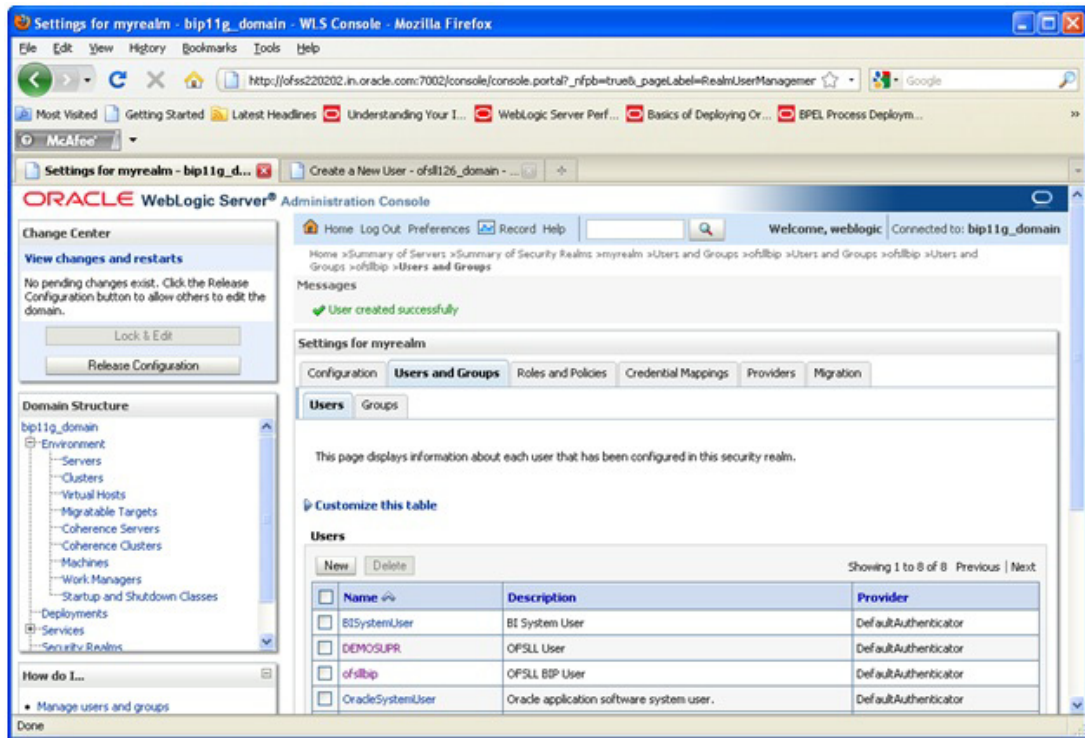 Settings for myrealm - bip11g_domain - WLS Console - Mozilla Firefox
File Edit View History Bookmarks Tools Help
http://ofss220202.in.oracle.com:7002/console/console.portal?_nfpb=true&_pageLabel=RealmUserManagemer
Google
Most Visited Getting Started Latest Headlines Understanding Your I... WebLogic Server Perf... Basics of Deploying Or... BPEL Process Deploym... »
McAfee
Settings for myrealm - bip11g_d... Create a New User - ofsll126_domain - ...
ORACLE WebLogic Server® Administration Console
Change Center
View changes and restarts
No pending changes exist. Click the Release
Configuration button to allow others to edit the
domain.
Lock & Edit
Release Configuration
Domain Structure
bip11g_domain
Environment
Servers
Clusters
Virtual Hosts
Migratable Targets
Coherence Servers
Coherence Clusters
Machines
Work Managers
Startup and Shutdown Classes
Deployments
Services
Security Realms
How do I...
Manage users and groups
Home Log Out Preferences Record Help
Welcome, weblogic Connected to: bip11g_domain
Home >Summary of Servers >Summary of Security Realms >myrealm >Users and Groups >ofsllbip >Users and Groups >ofsllbip >Users and
Groups >ofsllbip >Users and Groups
Messages
User created successfully
Settings for myrealm
Configuration Users and Groups Roles and Policies Credential Mappings Providers Migration
Users Groups
This page displays information about each user that has been configured in this security realm.
Customize this table
Users
New Delete Showing 1 to 8 of 8 Previous | Next
Name Description Provider
BISystemUser BI System User DefaultAuthenticator
DEMOSUPR OFSLL User DefaultAuthenticator
ofsllbip OFSLL BIP User DefaultAuthenticator
OracleSystemUser Oracle application software system user. DefaultAuthenticator
Done